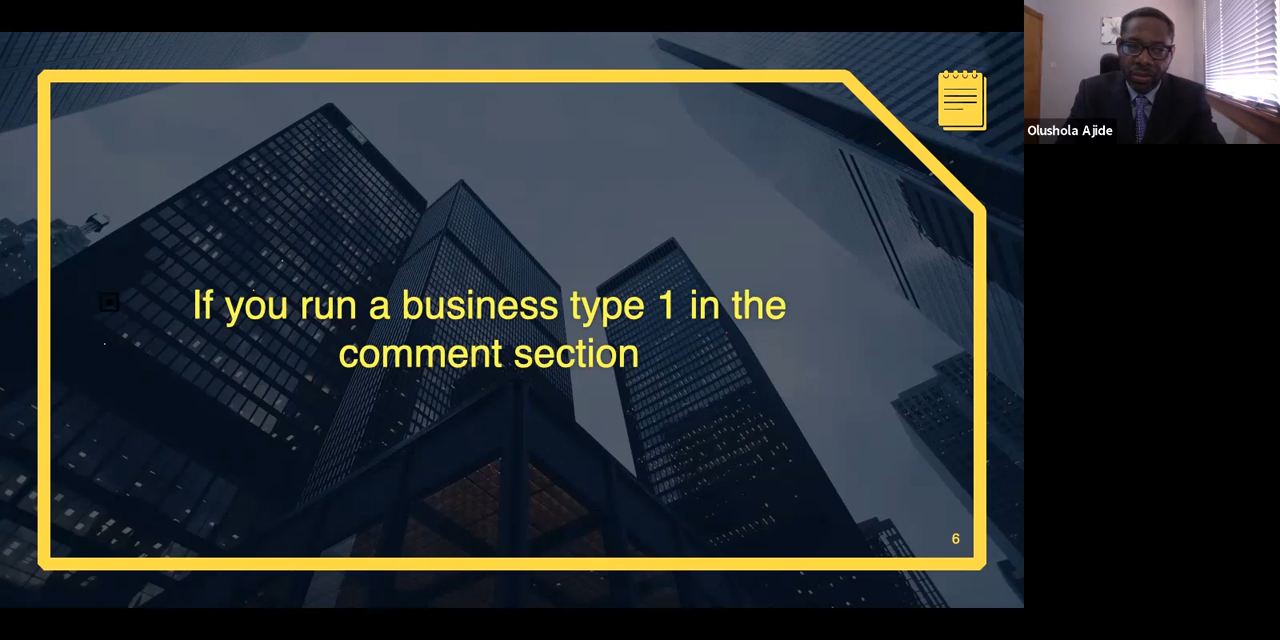 Olushola Ajide
If you run a business type 1 in the
comment section
6